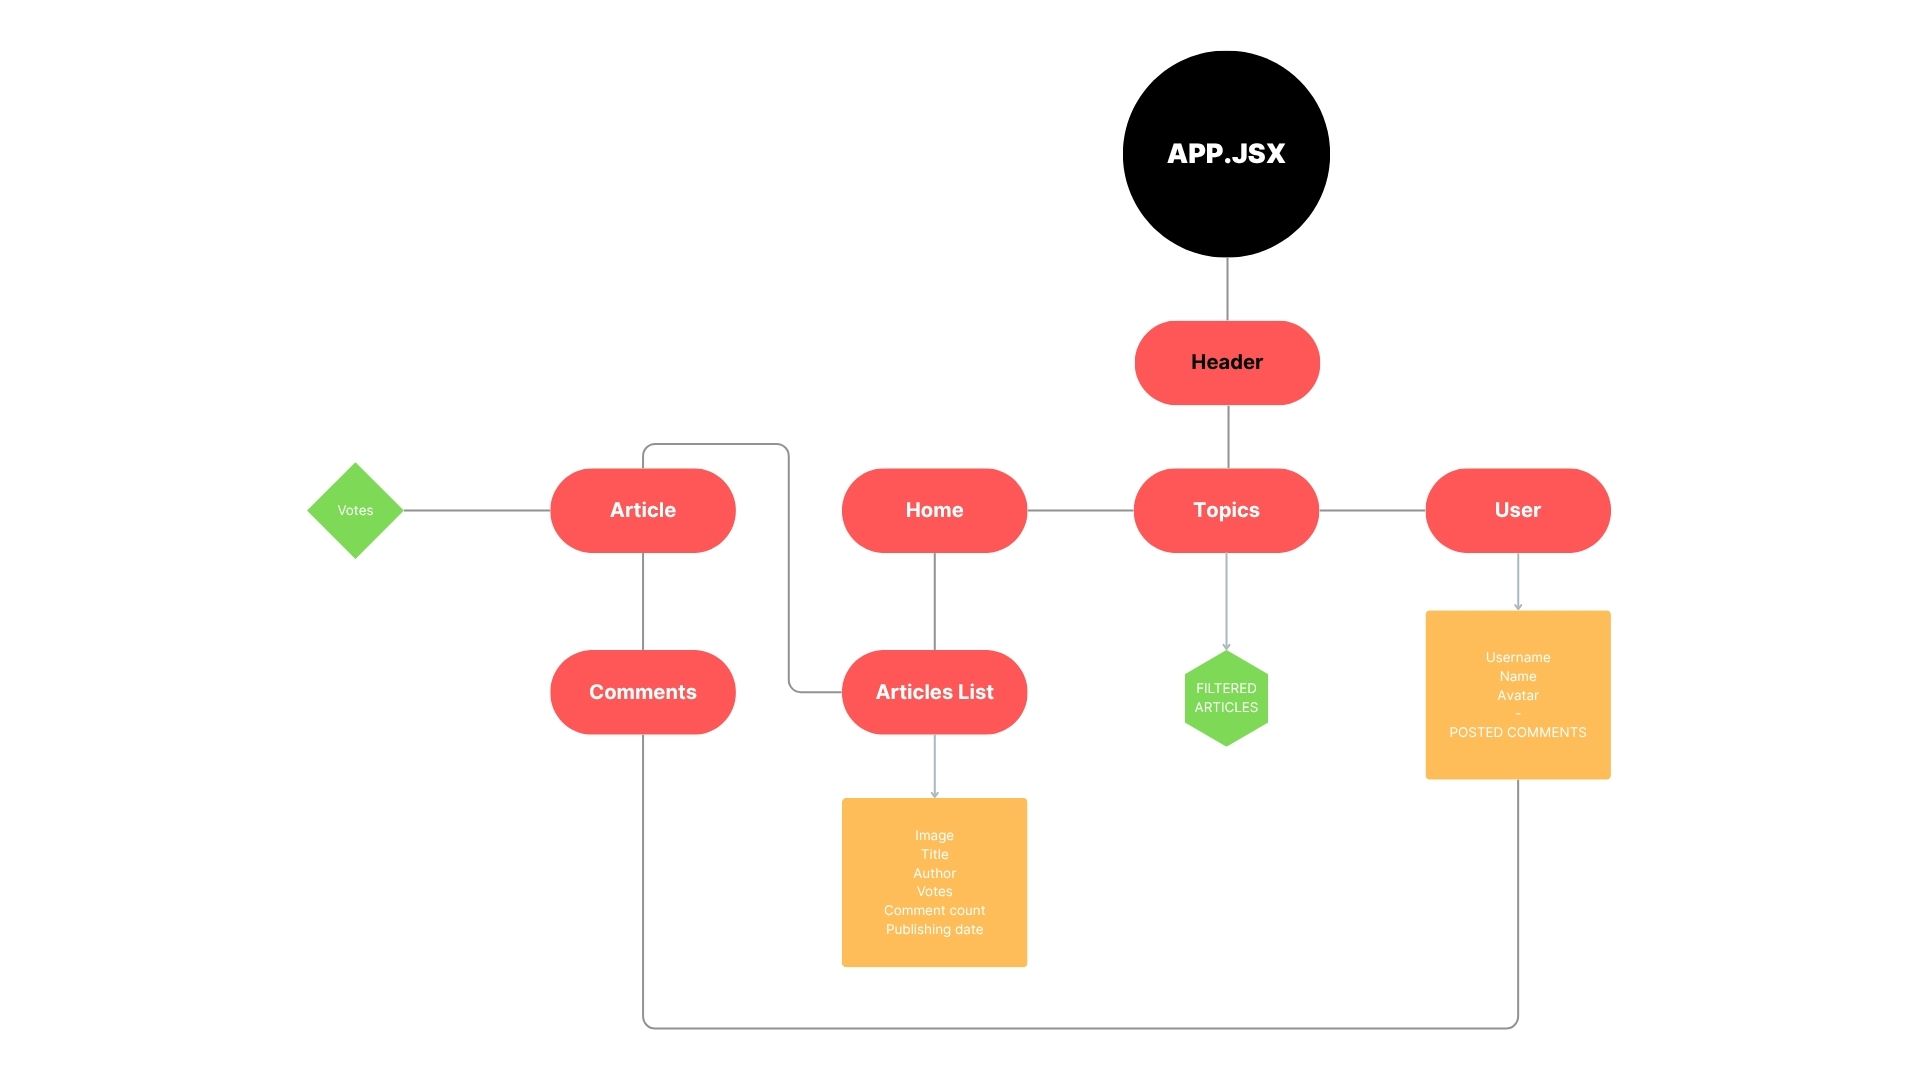 APP.JSX
Header
Votes
Article
Home
Topics
User
Comments
Articles List
FILTERED
ARTICLES
Username
Name
Avatar
-
POSTED COMMENTS
Image
Title
Author
Votes
Comment count
Publishing date